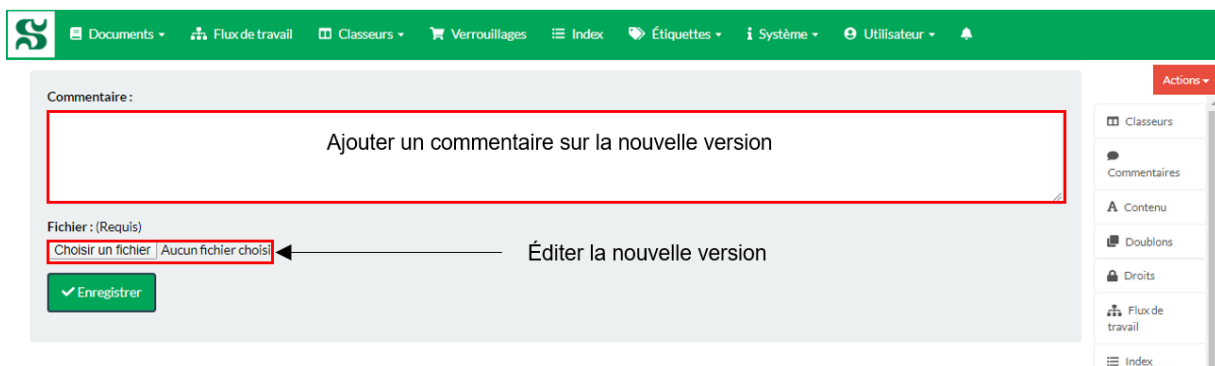 Documents Flux de travail Classeurs Verrouillages Index Étiquettes Système Utilisateur
Actions
Commentaire :
Ajouter un commentaire sur la nouvelle version
Fichier : (Requis)
Choisir un fichier Aucun fichier choisi
Éditer la nouvelle version
Enregistrer
Classeurs
Commentaires
Contenu
Doublons
Droits
Flux de
travail
Index